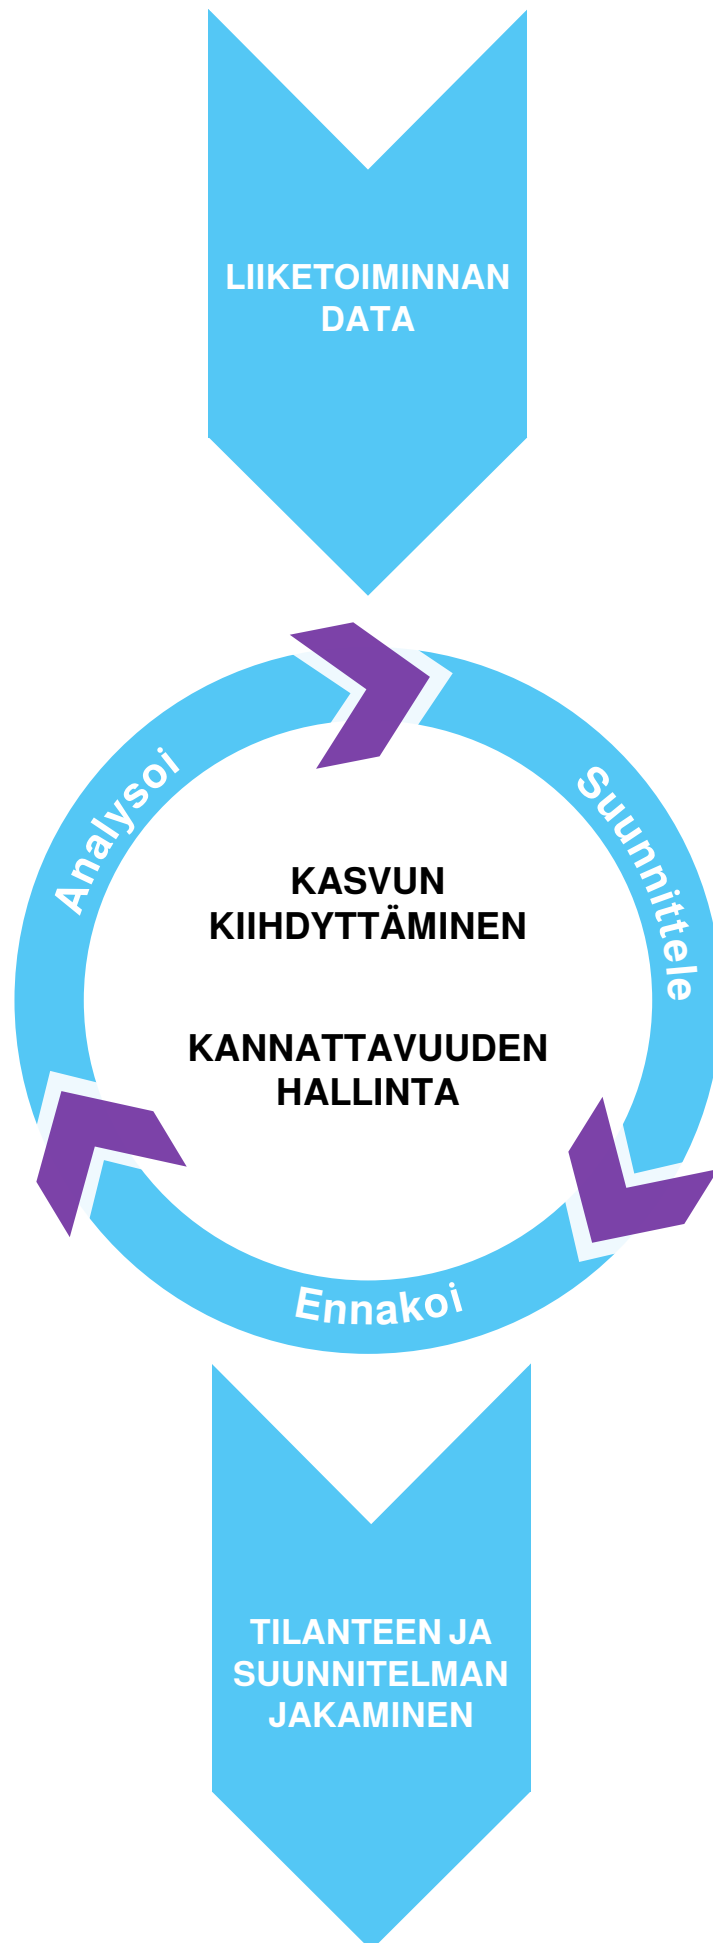 LIIKETOIMINNAN
DATA
Analysoi
Suunnittele
KASVUN
KIIHDYTTÄMINEN
KANNATTAVUUDEN
HALLINTA
Ennakoi
TILANTEEN JA
SUUNNITELMAN
JAKAMINEN